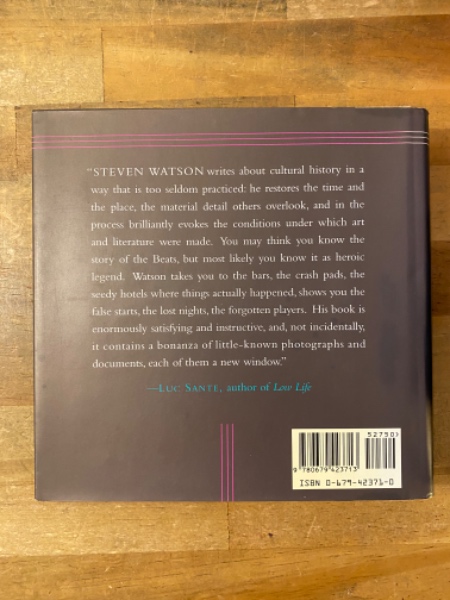 "STEVEN WATSON writes about cultural history in a
way that is too seldom practiced: he restores the time and
the place, the material detail others overlook, and in the
process brilliantly evokes the conditions under which art
and literature were made. You may think you know the
story of the Beats, but most likely you know it as heroic
legend. Watson takes you to the bars, the crash pads, the
seedy hotels where things actually happened, shows you the
false starts, the lost nights, the forgotten players. His book is
enormously satisfying and instructive, and, not incidentally,
it contains a bonanza of little-known photographs and
documents, each of them a new window."
—LUC SANTE, author of Low Life
52750>
9 780679 423713
ISBN 0-679-42371-0